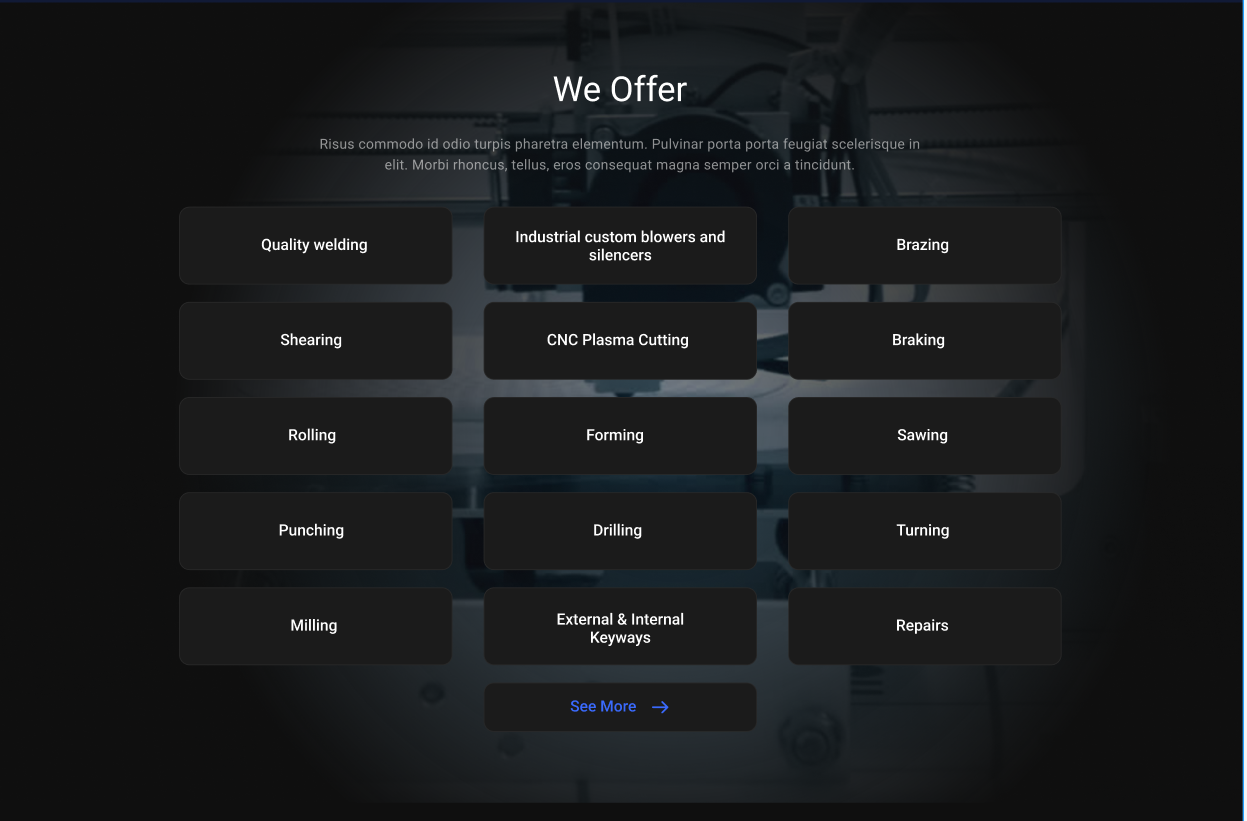 We Offer
Risus commodo id odio turpis pharetra elementum. Pulvinar porta porta feugiat scelerisque in
elit. Morbi rhoncus, tellus, eros consequat magna semper orci a tincidunt.
Quality welding
Industrial custom blowers and
silencers
Brazing
Shearing
CNC Plasma Cutting
Braking
Rolling
Forming
Sawing
Punching
Drilling
Turning
Milling
External & Internal
Keyways
Repairs
See More